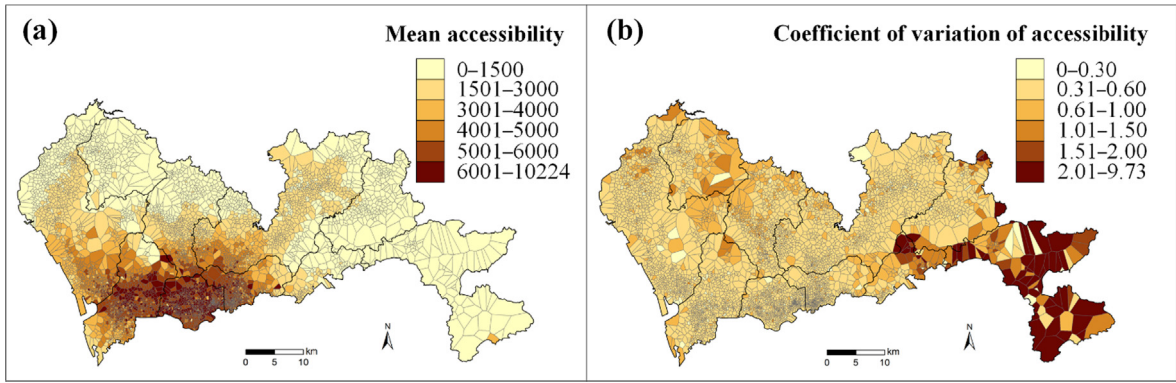 (a)
Mean accessibility
0–1500
1501–3000
3001–4000
4001–5000
5001–6000
6001–10224
N
km
0 5 10
(b)
Coefficient of variation of accessibility
0–0.30
0.31–0.60
0.61–1.00
1.01–1.50
1.51–2.00
2.01–9.73
N
km
0 5 10